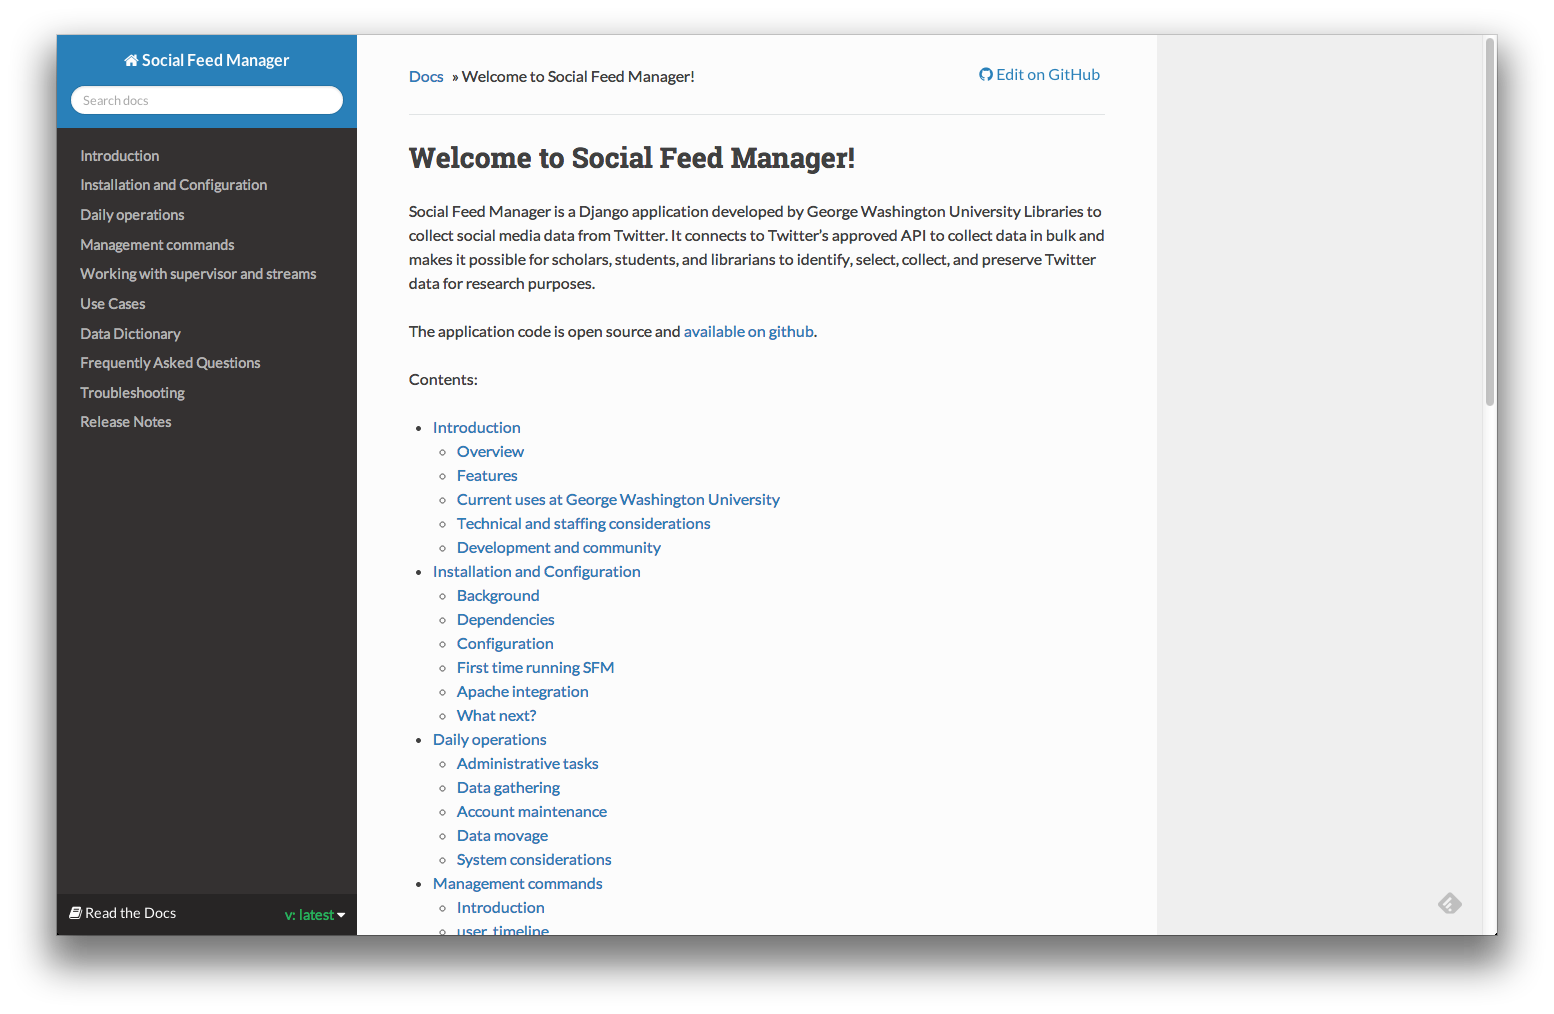 Social Feed Manager
Search docs
Introduction
Installation and Configuration
Daily operations
Management commands
Working with supervisor and streams
Use Cases
Data Dictionary
Frequently Asked Questions
Troubleshooting
Release Notes
Read the Docs
v: latest
Docs » Welcome to Social Feed Manager!
Edit on GitHub
Welcome to Social Feed Manager!
Social Feed Manager is a Django application developed by George Washington University Libraries to
collect social media data from Twitter. It connects to Twitter's approved API to collect data in bulk and
makes it possible for scholars, students, and librarians to identify, select, collect, and preserve Twitter
data for research purposes.
The application code is open source and available on github.
Contents:
Introduction
Overview
Features
Current uses at George Washington University
Technical and staffing considerations
Development and community
Installation and Configuration
Background
Dependencies
Configuration
First time running SFM
Apache integration
What next?
Daily operations
Administrative tasks
Data gathering
Account maintenance
Data movage
System considerations
Management commands
Introduction
user_timeline